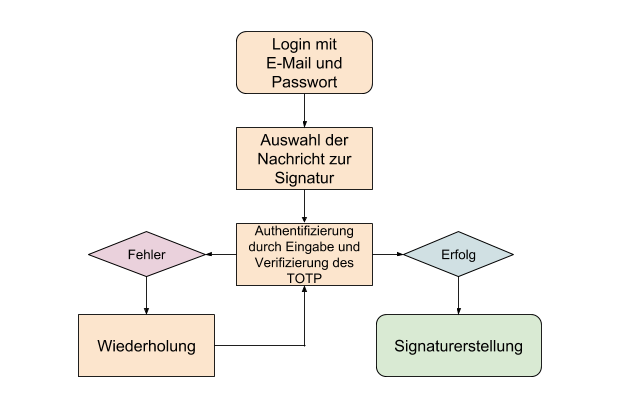 Login mit
E-Mail und
Passwort
Auswahl der
Nachricht zur
Signatur
Authentifizierung
durch Eingabe und
Verifizierung des
TOTP
Fehler
Erfolg
Wiederholung
Signaturerstellung